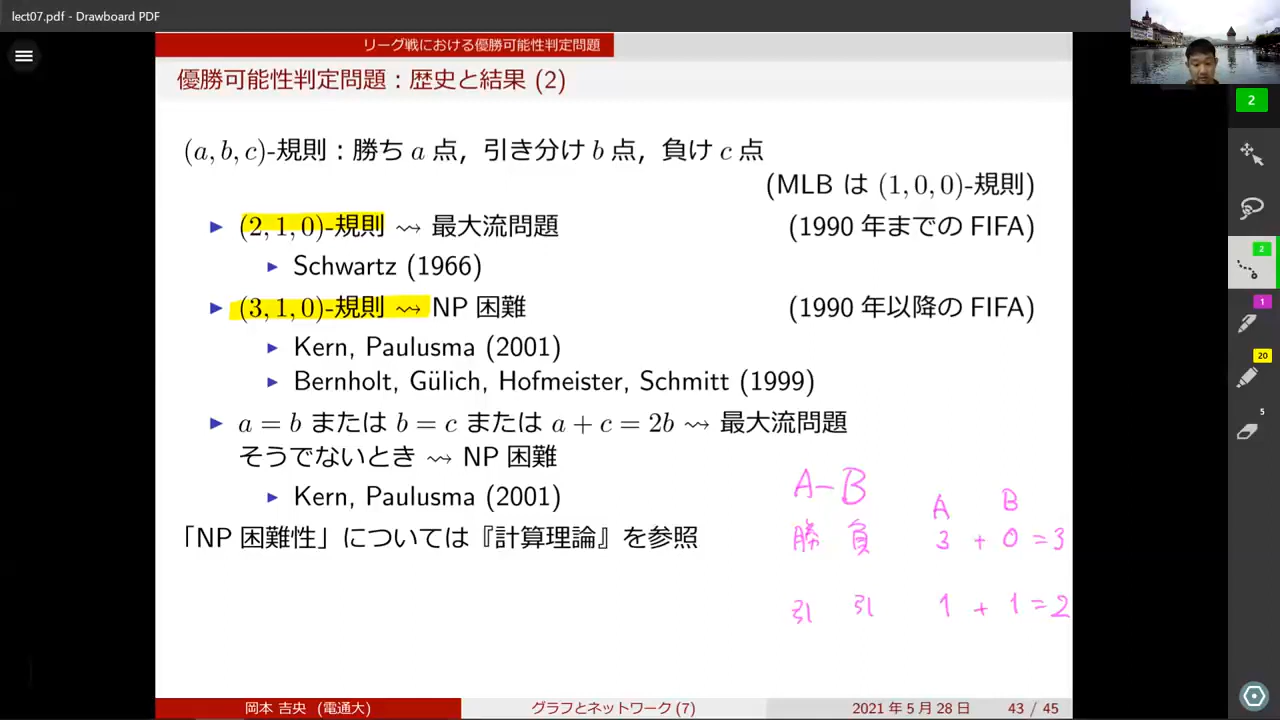 lect07.pdf - Drawboard PDF
リーグ戦における優勝可能性判定問題
優勝可能性判定問題 : 歴史と結果 (2)
(a, b, c)-規則 : 勝ち a 点, 引き分け b 点, 負け c 点
(MLB は (1, 0, 0)-規則)
▶ (2, 1, 0)-規則 ⇝ 最大流問題 (1990 年までの FIFA)
▶ Schwartz (1966)
▶ (3, 1, 0)-規則 ⇝ NP 困難 (1990 年以降の FIFA)
▶ Kern, Paulusma (2001)
▶ Bernholt, Gülich, Hofmeister, Schmitt (1999)
▶ a = b または b = c または a + c = 2b ⇝ 最大流問題
そうでないとき ⇝ NP 困難
▶ Kern, Paulusma (2001)
「NP 困難性」については『計算理論』を参照
A-B
A B
勝 負 3 + 0 = 3
引 引 1 + 1 = 2
岡本 吉央 (電通大) グラフとネットワーク (7) 2021 年 5 月 28 日 43 / 45
2
2
1
20
5